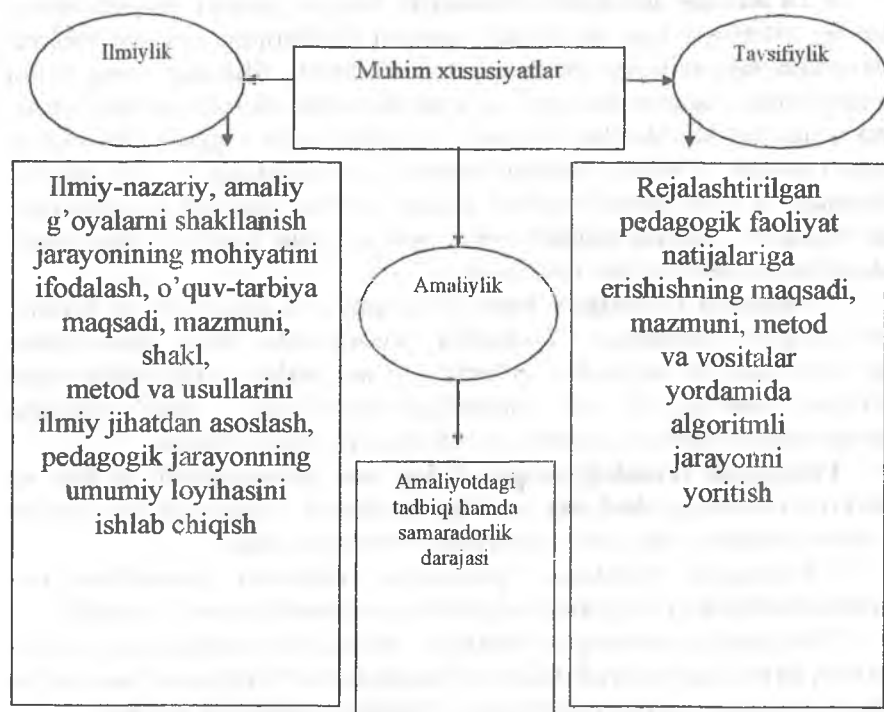 Ilmiylik
Muhim xususiyatlar
Tavsifiylik
Ilmiy-nazariy, amaliy
g'oyalarni shakllanish
jarayonining mohiyatini
ifodalash, o'quv-tarbiya
maqsadi, mazmuni,
shakl,
metod va usullarini
ilmiy jihatdan asoslash,
pedagogik jarayonning
umumiy loyihasini
ishlab chiqish
Amaliylik
Amaliyotdagi
tadbiqi hamda
samaradorlik
darajasi
Rejalashtirilgan
pedagogik faoliyat
natijalariga
erishishning maqsadi,
mazmuni, metod
va vositalar
yordamida
algoritmli
jarayonni
yoritish